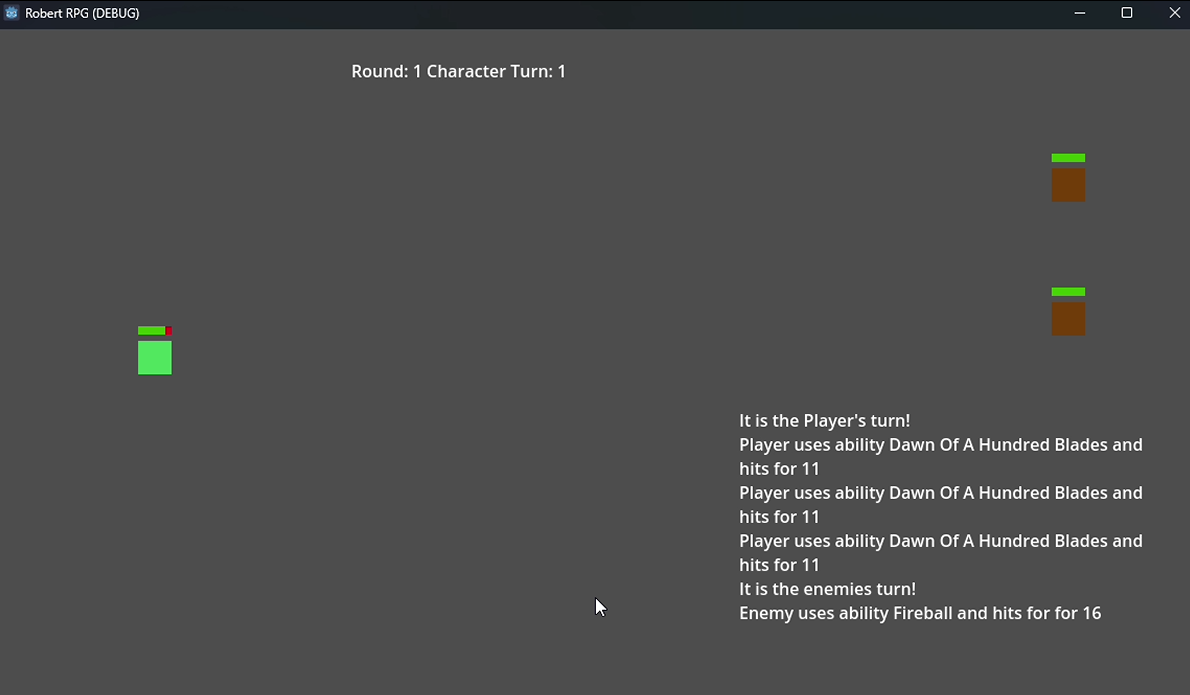 Robert RPG (DEBUG)
Round: 1 Character Turn: 1
It is the Player's turn!
Player uses ability Dawn Of A Hundred Blades and
hits for 11
Player uses ability Dawn Of A Hundred Blades and
hits for 11
Player uses ability Dawn Of A Hundred Blades and
hits for 11
It is the enemies turn!
Enemy uses ability Fireball and hits for for 16